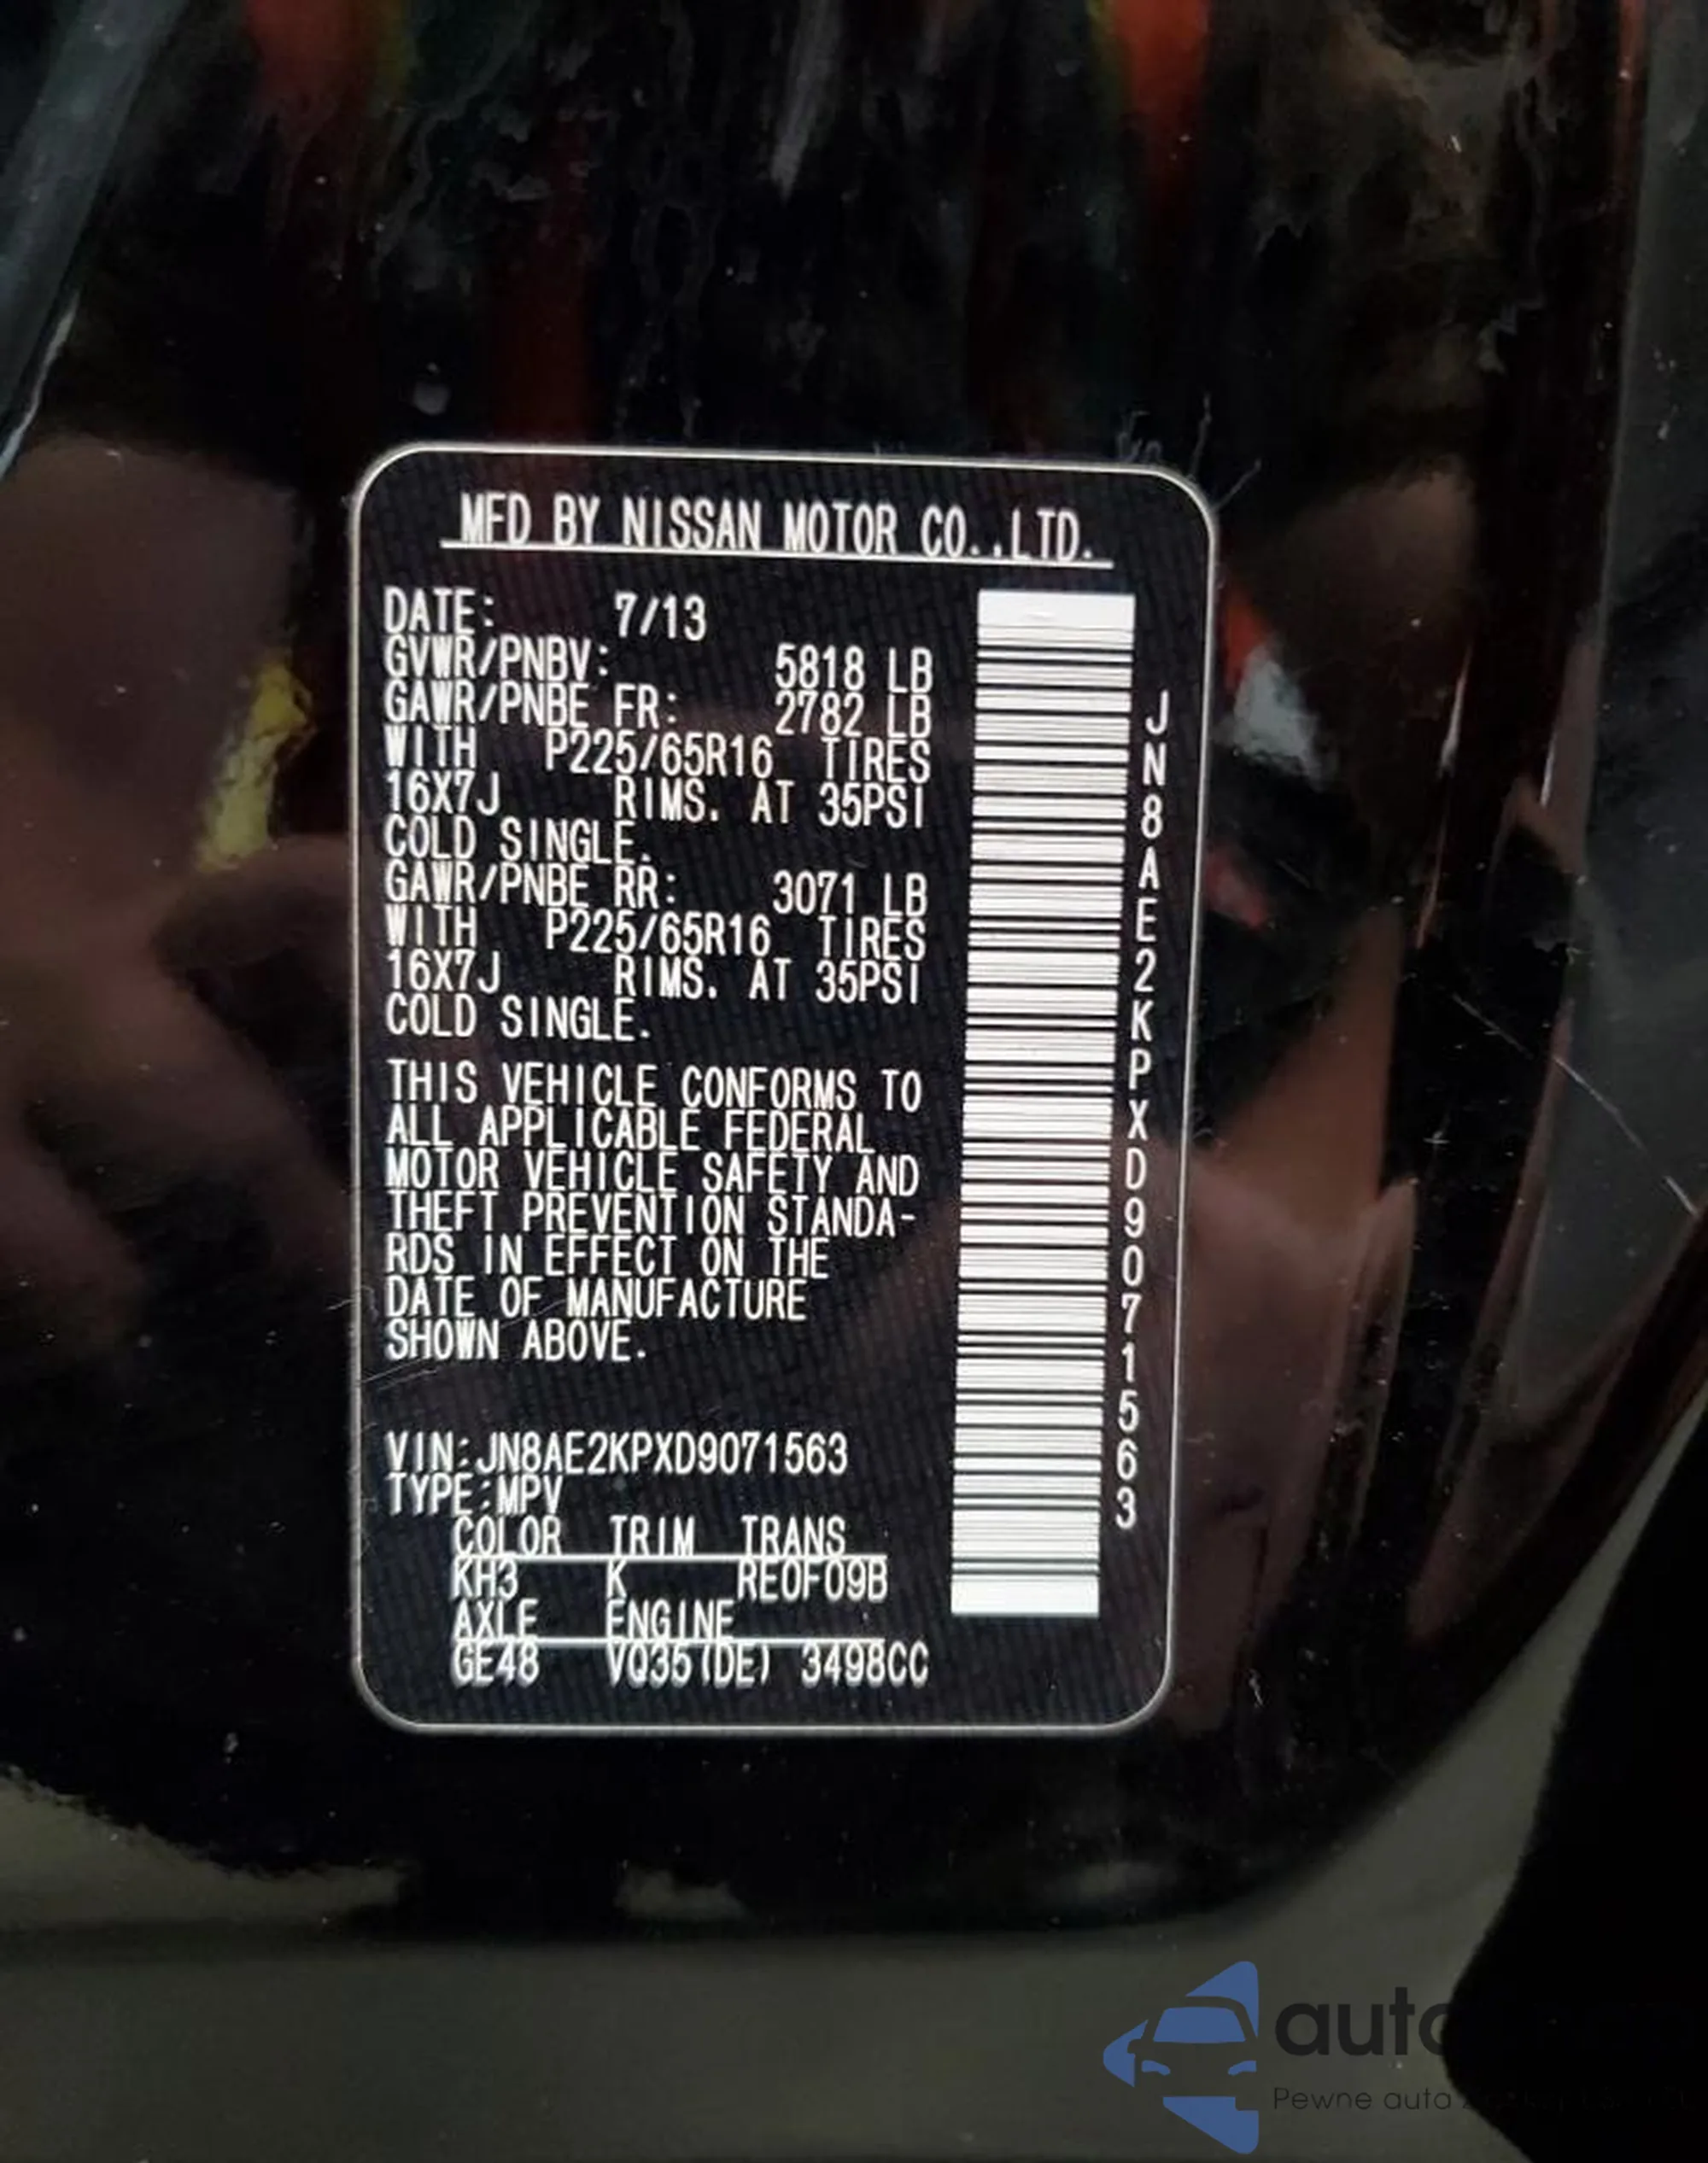 MFD BY NISSAN MOTOR CO.,LTD.
DATE: 7/13
GVWR/PNBV: 5818 LB
GAWR/PNBE FR: 2782 LB
WITH P225/65R16 TIRES
16X7J RIMS. AT 35PSI
COLD SINGLE.
GAWR/PNBE RR: 3071 LB
WITH P225/65R16 TIRES
16X7J RIMS. AT 35PSI
COLD SINGLE.
THIS VEHICLE CONFORMS TO
ALL APPLICABLE FEDERAL
MOTOR VEHICLE SAFETY AND
THEFT PREVENTION STANDA-
RDS IN EFFECT ON THE
DATE OF MANUFACTURE
SHOWN ABOVE.
VIN:JN8AE2KPXD9071563
TYPE:MPV
COLOR TRIM TRANS
KH3 K RE0F09B
AXLE ENGINE
GE48 VQ35(DE) 3498CC
JN8AE2KPXD9071563
auto
Pewne auta